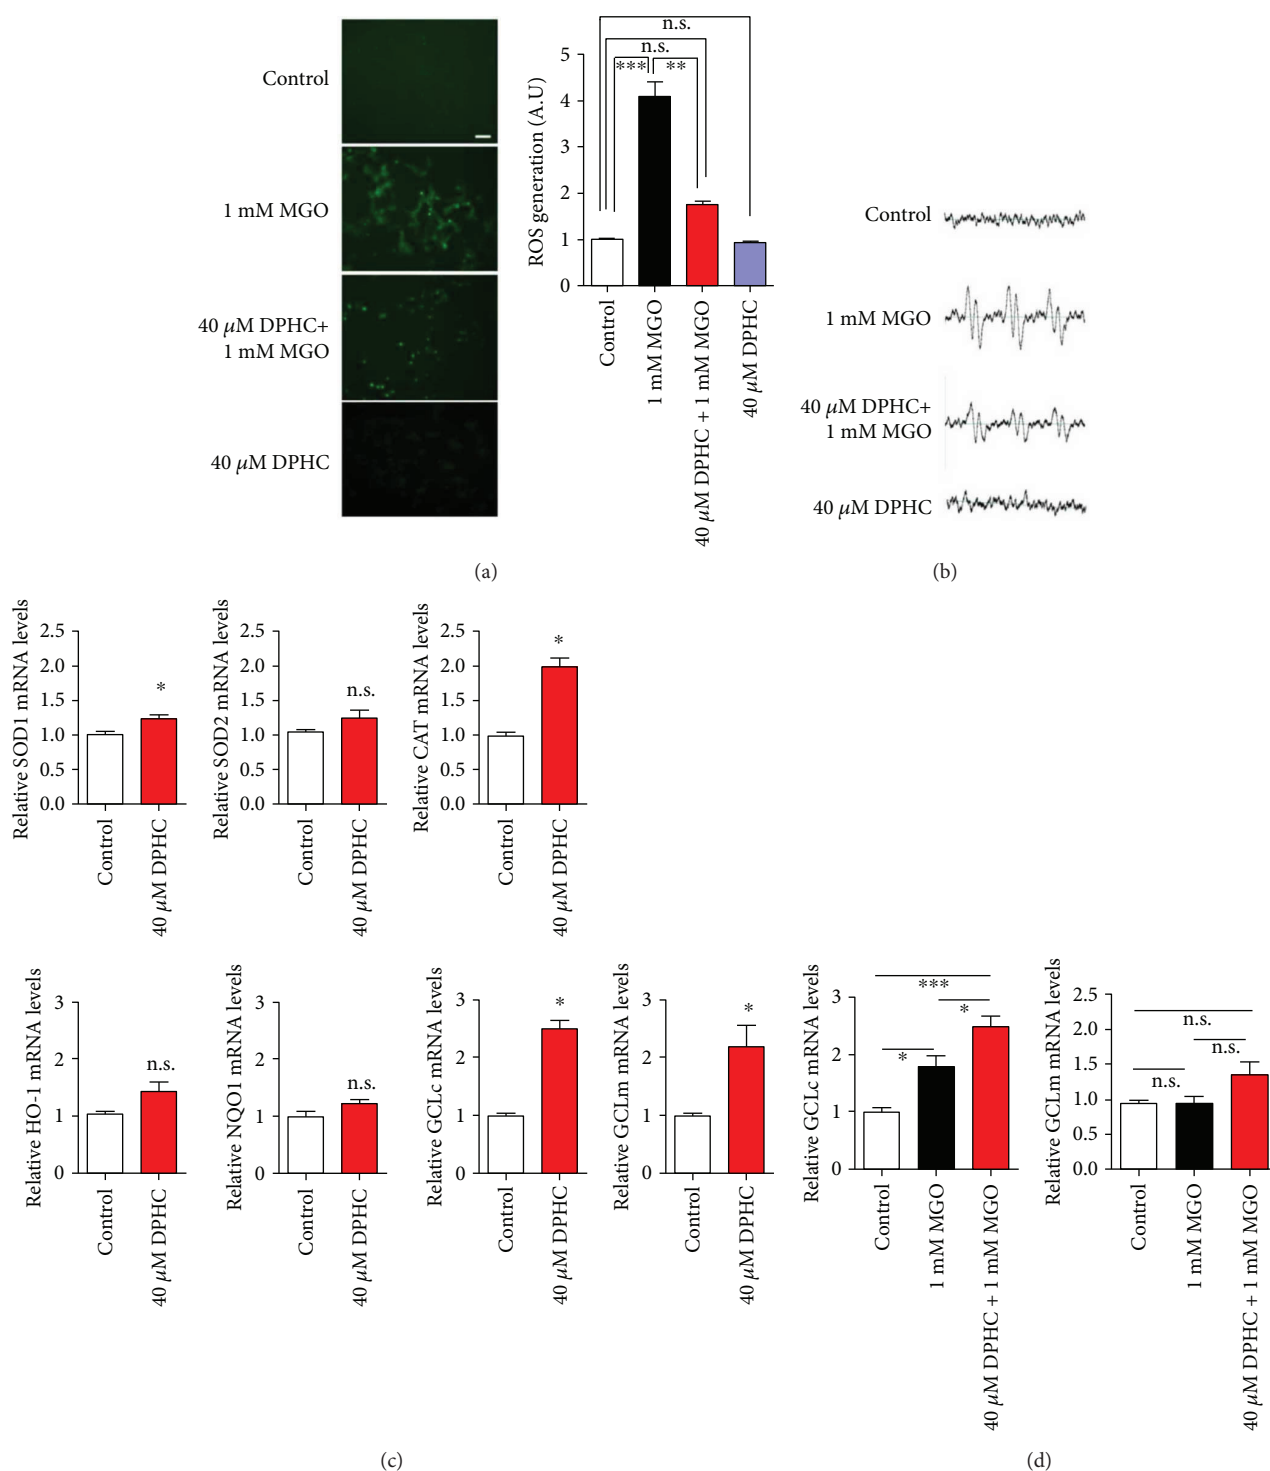 Control
1 mM MGO
40 μM DPHC+
1 mM MGO
40 μM DPHC
ROS generation (A.U)
5
4
3
2
1
0
n.s.
n.s.
***
**
Control
1 mM MGO
40 μM DPHC + 1 mM MGO
40 μM DPHC
(a)
Control
1 mM MGO
40 μM DPHC+
1 mM MGO
40 μM DPHC
(b)
Relative SOD1 mRNA levels
2.5
2.0
1.5
1.0
0.5
0.0
*
Control
40 μM DPHC
Relative SOD2 mRNA levels
2.5
2.0
1.5
1.0
0.5
0.0
n.s.
Control
40 μM DPHC
Relative CAT mRNA levels
2.5
2.0
1.5
1.0
0.5
0.0
*
Control
40 μM DPHC
Relative HO-1 mRNA levels
3
2
1
0
n.s.
Control
40 μM DPHC
Relative NQO1 mRNA levels
3
2
1
0
n.s.
Control
40 μM DPHC
Relative GCLc mRNA levels
3
2
1
0
*
Control
40 μM DPHC
Relative GCLm mRNA levels
3
2
1
0
*
Control
40 μM DPHC
(c)
Relative GCLc mRNA levels
3
2
1
0
***
*
*
Control
1 mM MGO
40 μM DPHC + 1 mM MGO
Relative GCLm mRNA levels
2.5
2.0
1.5
1.0
0.5
0.0
n.s.
n.s.
n.s.
Control
1 mM MGO
40 μM DPHC + 1 mM MGO
(d)